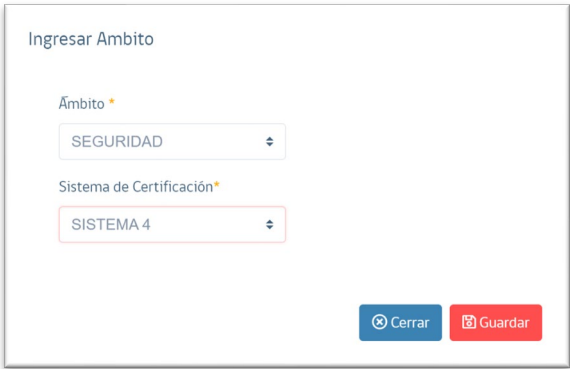 Ingresar Ambito
Ámbito *
SEGURIDAD
Sistema de Certificación*
SISTEMA 4
Cerrar
Guardar